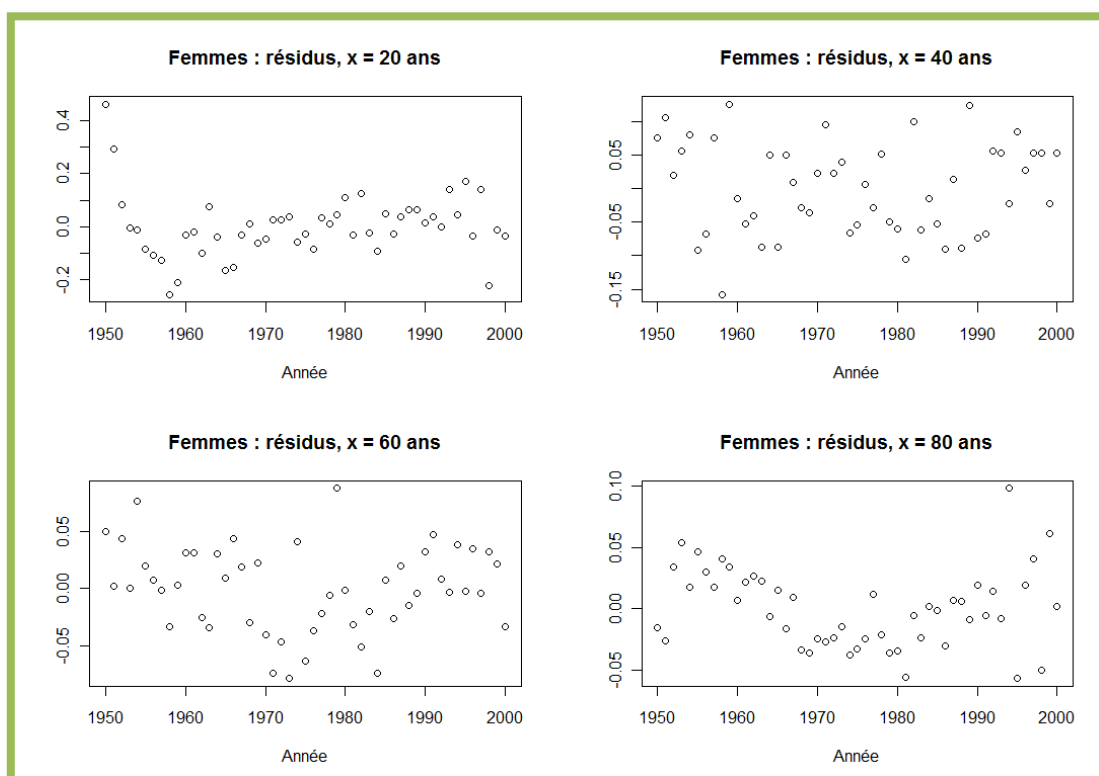 Femmes : résidus, x = 20 ans
0.4
0.2
0.0
-0.2
1950 1960 1970 1980 1990 2000
Année
Femmes : résidus, x = 40 ans
0.05
-0.05
-0.15
1950 1960 1970 1980 1990 2000
Année
Femmes : résidus, x = 60 ans
0.05
0.00
-0.05
1950 1960 1970 1980 1990 2000
Année
Femmes : résidus, x = 80 ans
0.10
0.05
0.00
-0.05
1950 1960 1970 1980 1990 2000
Année